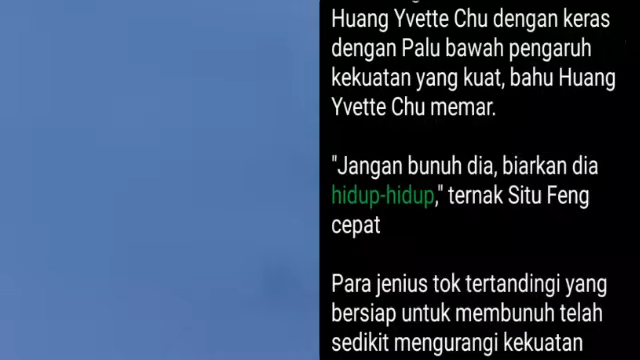 Huang Yvette Chu dengan keras
dengan Palu bawah pengaruh
kekuatan yang kuat, bahu Huang
Yvette Chu memar.
"Jangan bunuh dia, biarkan dia
hidup-hidup," ternak Situ Feng
cepat
Para jenius tok tertandingi yang
bersiap untuk membunuh telah
sedikit mengurangi kekuatan